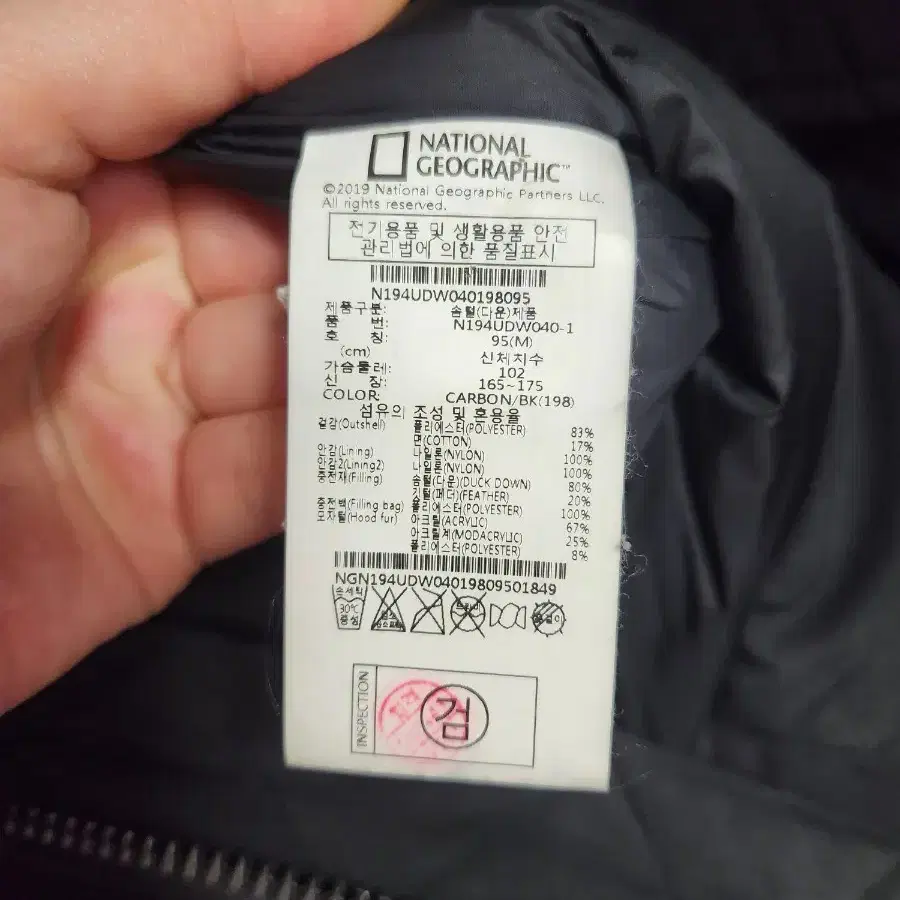 NATIONAL
GEOGRAPHIC™
©2019 National Geographic Partners LLC.
All rights reserved.
전기용품 및 생활용품 안전
관리법에 의한 품질표시
N194UDW040198095
제품구분: 솜털(다운)제품
품 번: N194UDW040-1
호 칭: 95(M)
(cm) 신체치수
가슴둘레: 102
신 장: 165~175
COLOR: CARBON/BK(198)
섬유의 조성 및 혼용율
겉감(Outshell) 폴리에스터(POLYESTER) 83%
면(COTTON) 17%
안감(Lining) 나일론(NYLON) 100%
안감2(Lining2) 나일론(NYLON) 100%
충전재(Filling) 솜털(다운)(DUCK DOWN) 80%
깃털(페더)(FEATHER) 20%
충전백(Filling bag) 폴리에스터(POLYESTER) 100%
모자털(Hood fur) 아크릴(ACRYLIC) 67%
아크릴계(MODACRYLIC) 25%
폴리에스터(POLYESTER) 8%
NGN194UDW04019809501849
손세탁
30℃
중성
드라이
INSPECTION
검